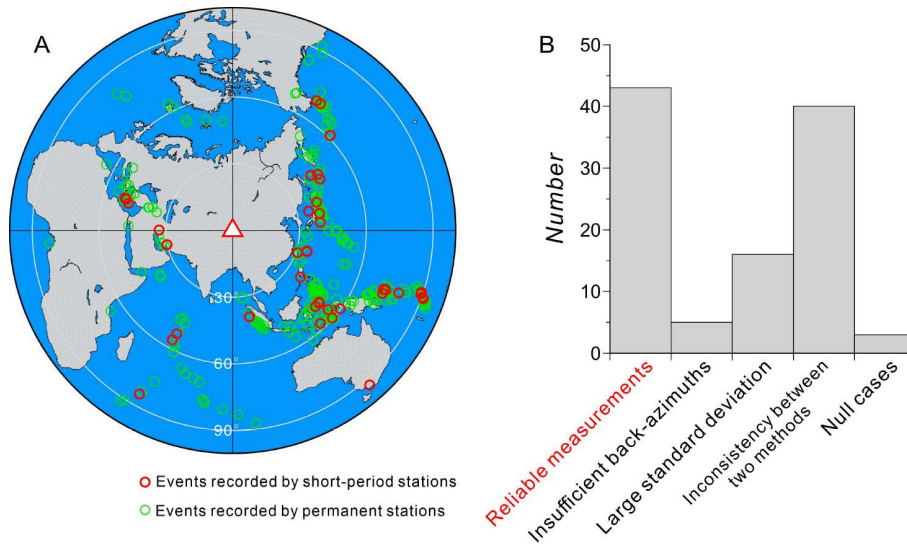 A
30°
60°
90°
Events recorded by short-period stations
Events recorded by permanent stations
B
Number
50
40
30
20
10
0
Reliable measurements
Insufficient back-azimuths
Large standard deviation
Inconsistency between
two methods
Null cases